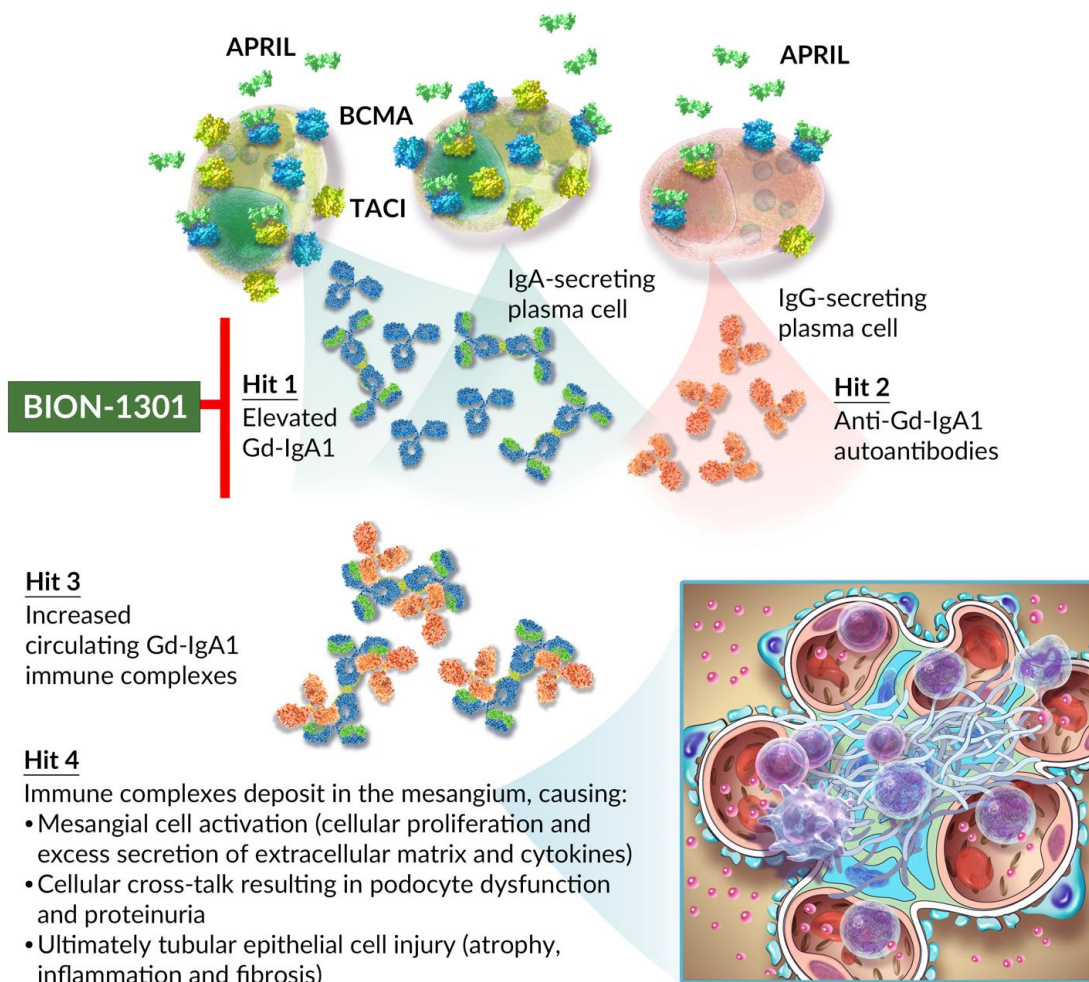 APRIL
APRIL
BCMA
TACI
IgA-secreting
plasma cell
IgG-secreting
plasma cell
BION-1301
Hit 1
Elevated
Gd-IgA1
Hit 2
Anti-Gd-IgA1
autoantibodies
Hit 3
Increased
circulating Gd-IgA1
immune complexes
Hit 4
Immune complexes deposit in the mesangium, causing:
• Mesangial cell activation (cellular proliferation and
excess secretion of extracellular matrix and cytokines)
• Cellular cross-talk resulting in podocyte dysfunction
and proteinuria
• Ultimately tubular epithelial cell injury (atrophy,
inflammation and fibrosis)